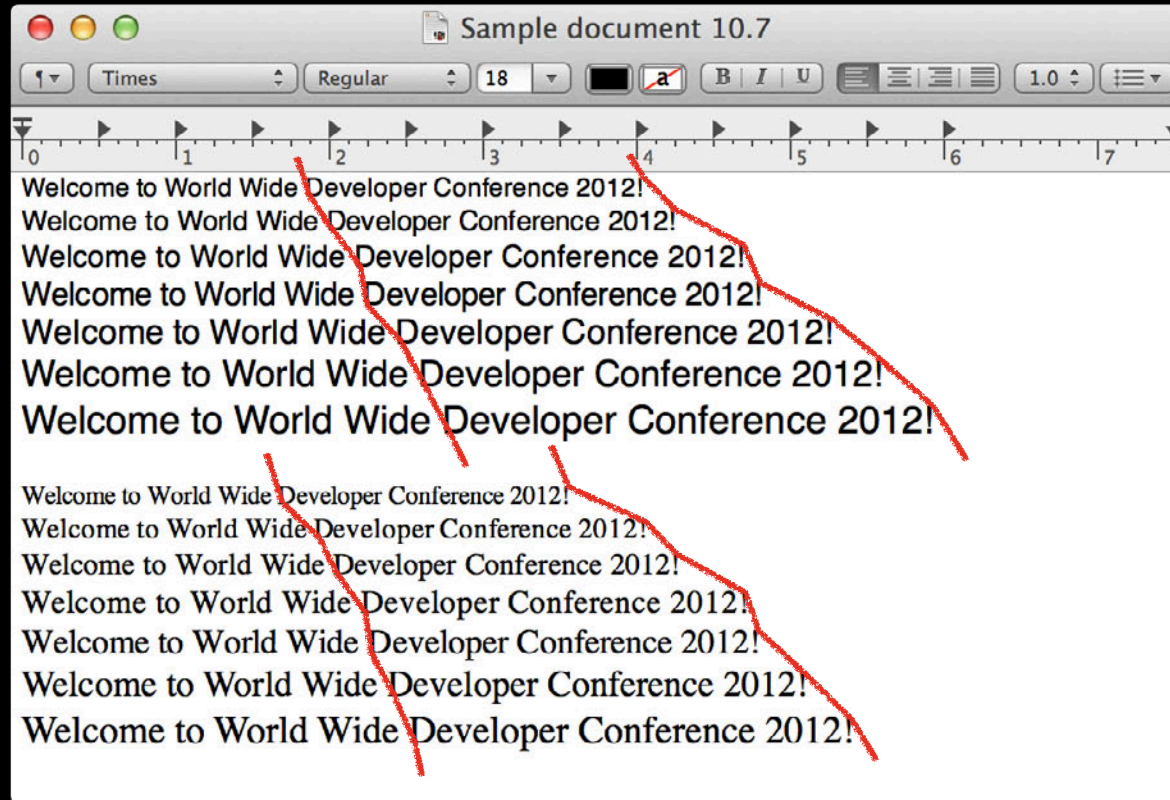 Sample document 10.7
¶ Times Regular 18 a B I U 1.0
0 1 2 3 4 5 6 7
Welcome to World Wide Developer Conference 2012!
Welcome to World Wide Developer Conference 2012!
Welcome to World Wide Developer Conference 2012!
Welcome to World Wide Developer Conference 2012!
Welcome to World Wide Developer Conference 2012!
Welcome to World Wide Developer Conference 2012!
Welcome to World Wide Developer Conference 2012!
Welcome to World Wide Developer Conference 2012!
Welcome to World Wide Developer Conference 2012!
Welcome to World Wide Developer Conference 2012!
Welcome to World Wide Developer Conference 2012!
Welcome to World Wide Developer Conference 2012!
Welcome to World Wide Developer Conference 2012!
Welcome to World Wide Developer Conference 2012!